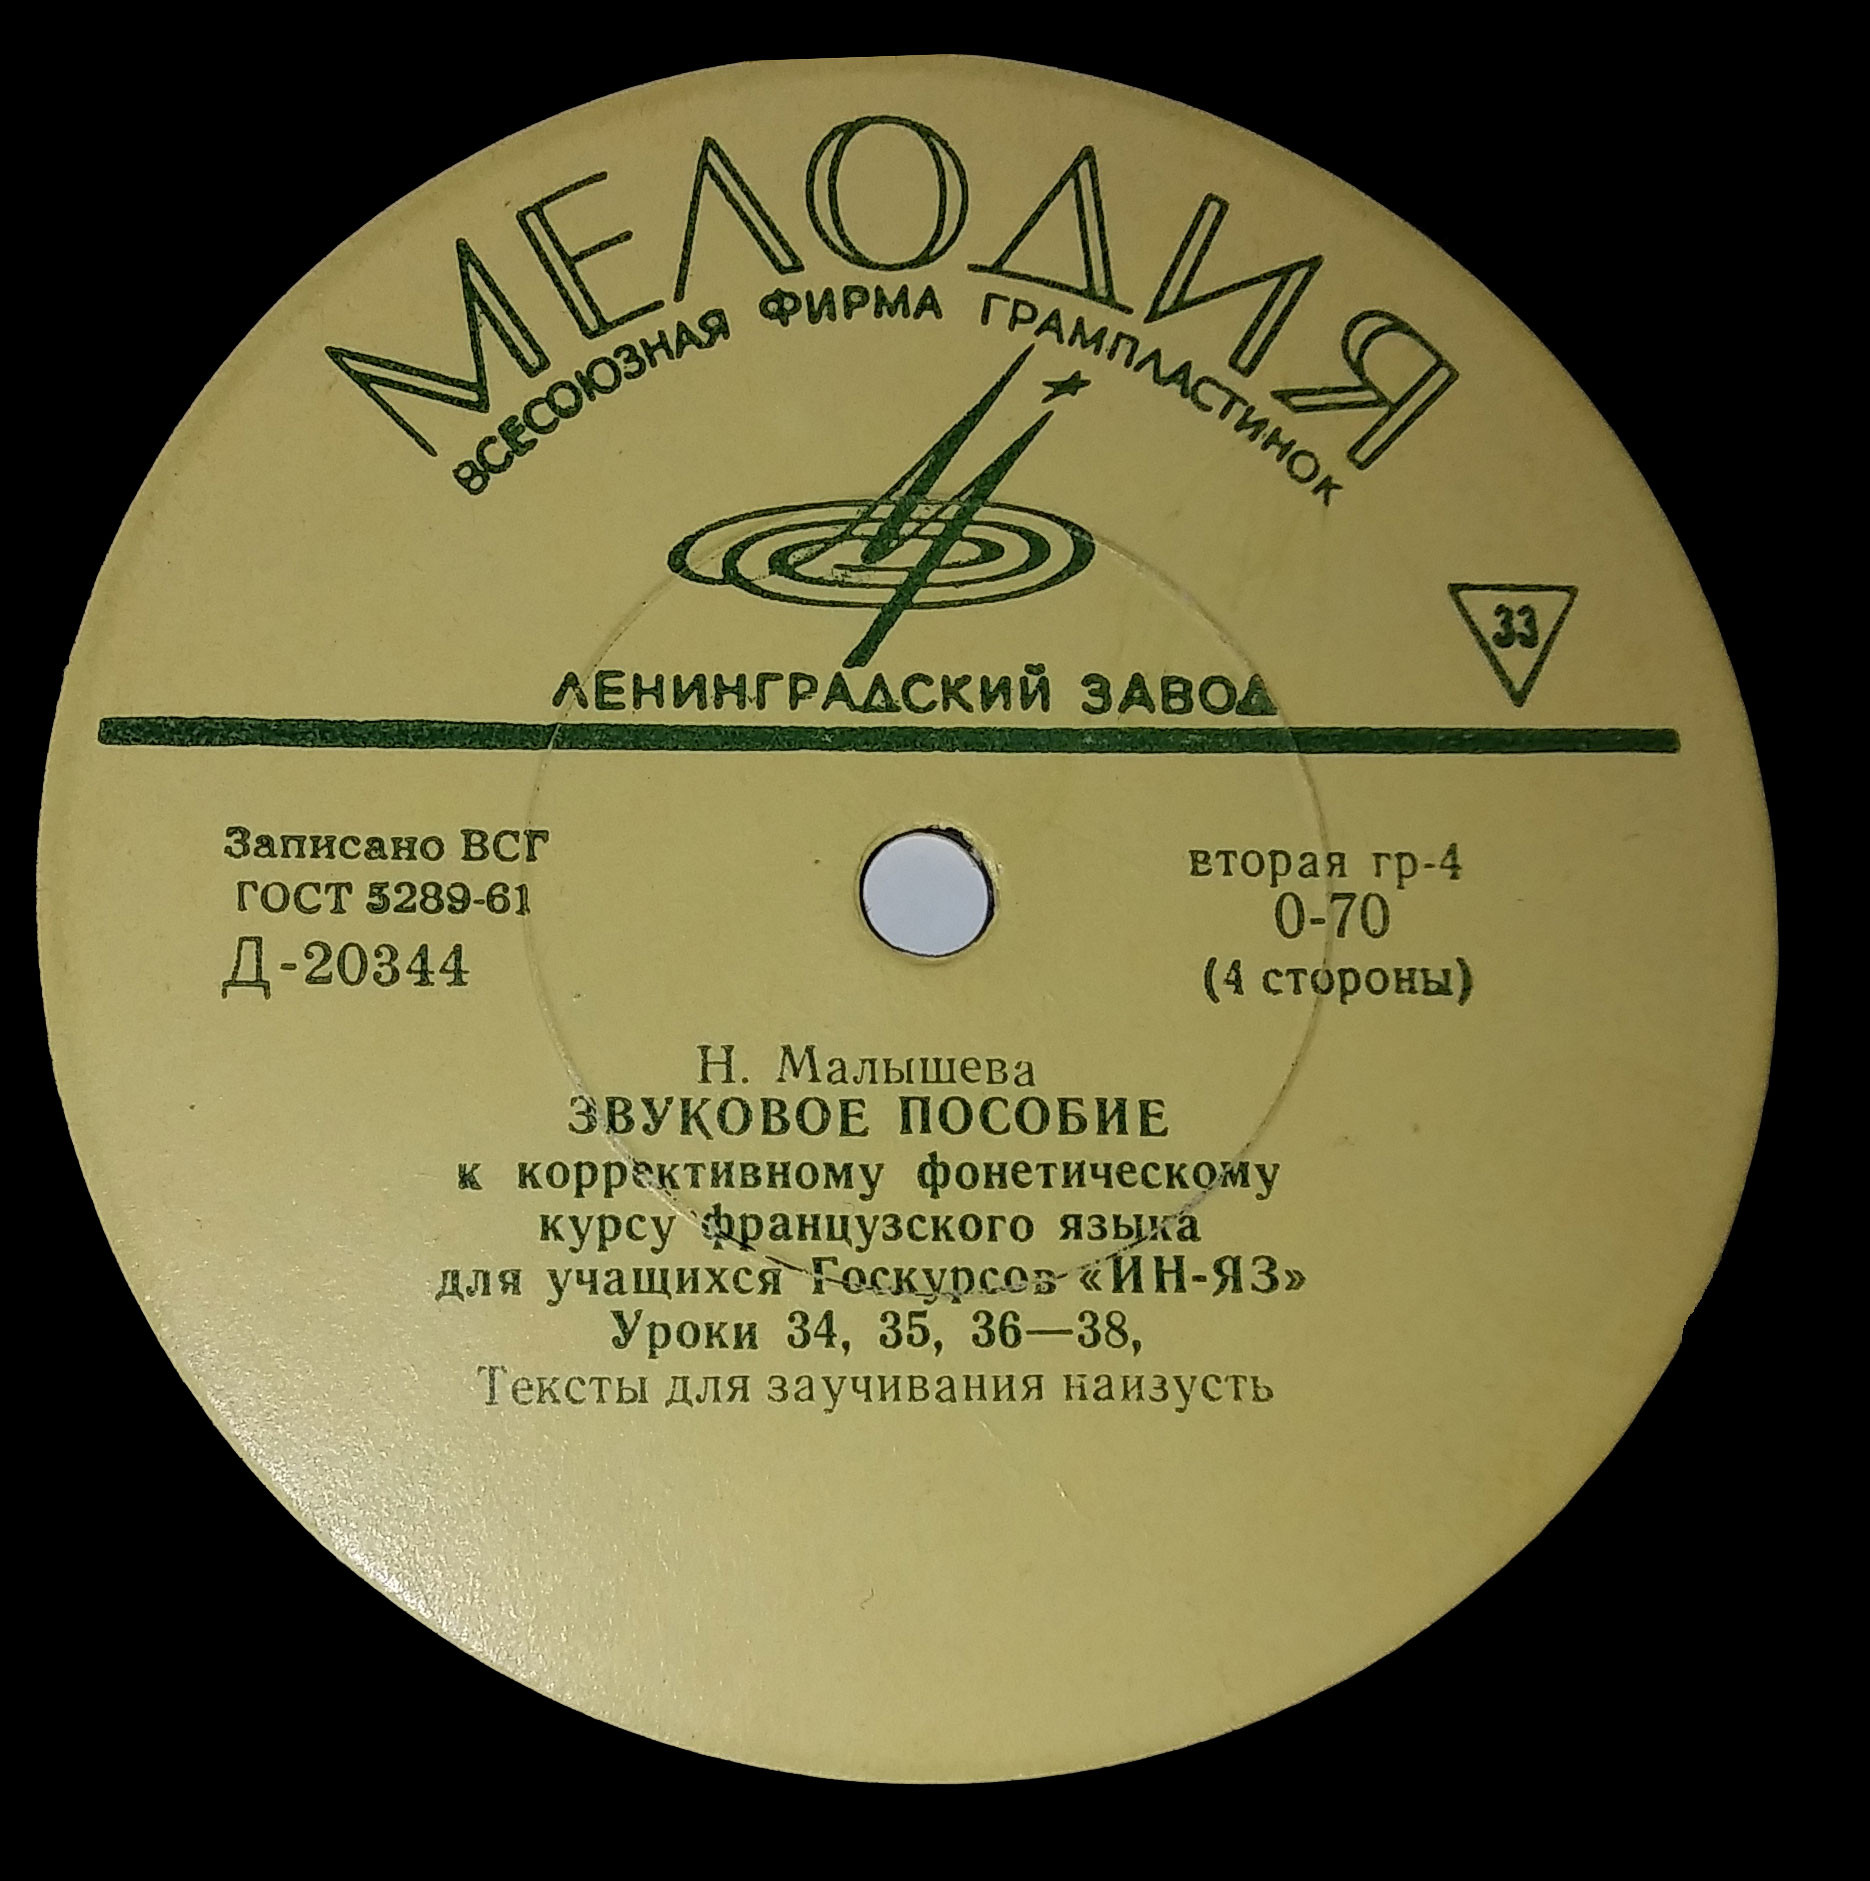 МЕЛОДИЯ
ВСЕСОЮЗНАЯ ФИРМА ГРАМПЛАСТИНОК
33
ЛЕНИНГРАДСКИЙ ЗАВОД
Записано ВСГ
ГОСТ 5289-61
Д-20344
вторая гр-4
0-70
(4 стороны)
Н. Малышева
ЗВУКОВОЕ ПОСОБИЕ
к коррективному фонетическому
курсу французского языка
для учащихся Госкурсов «ИН-ЯЗ»
Уроки 34, 35, 36—38,
Тексты для заучивания наизусть